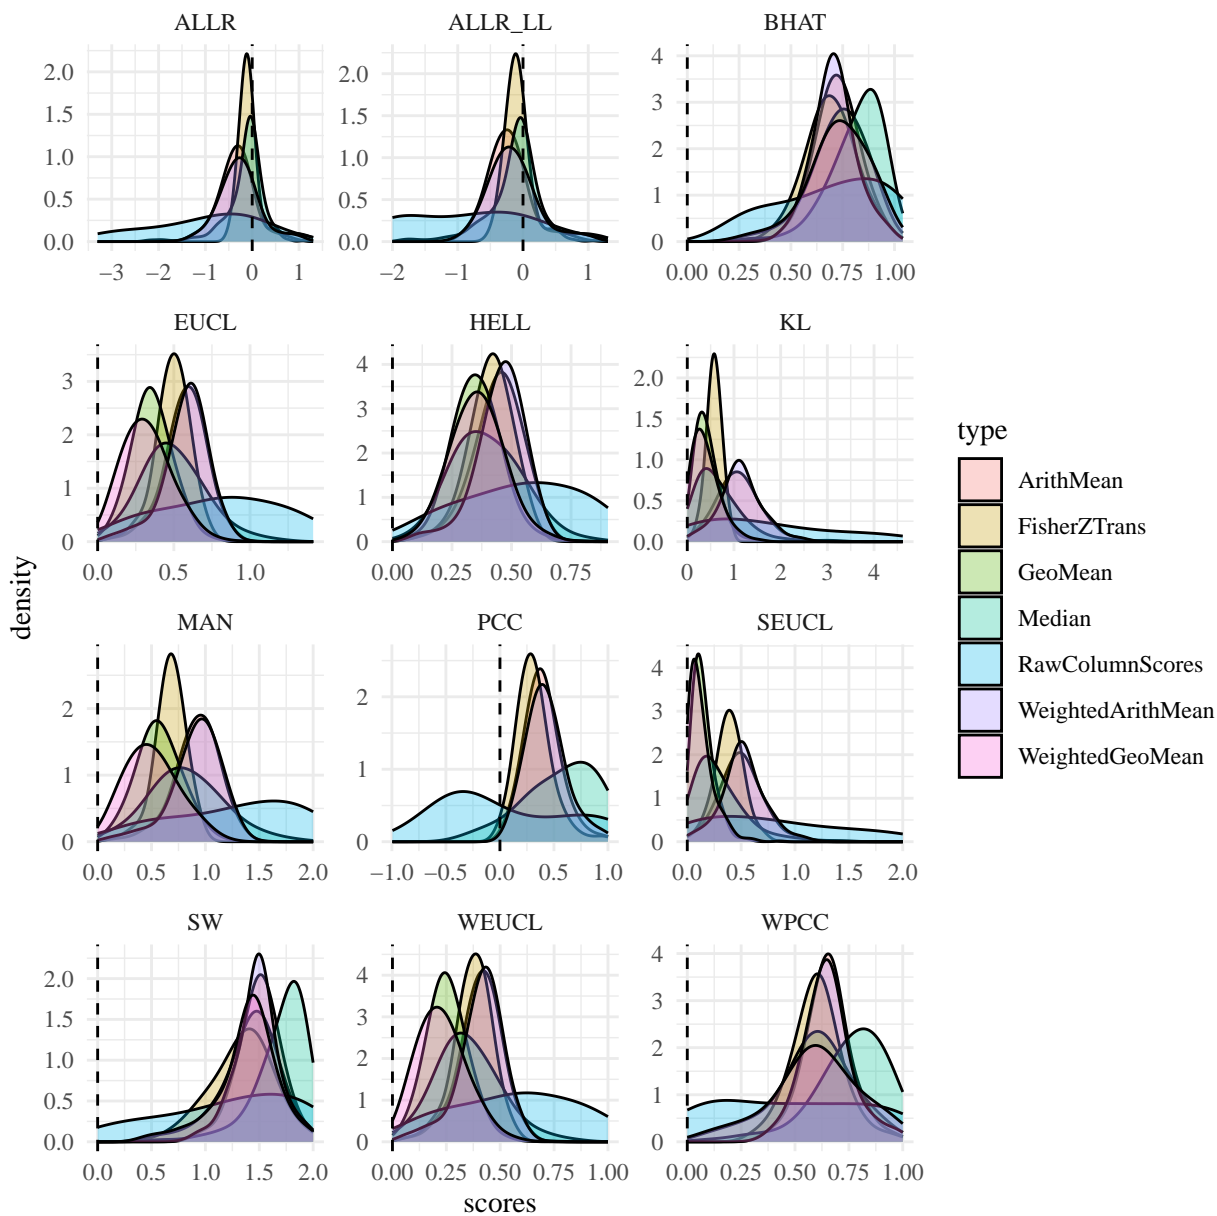 ALLR ALLR_LL BHAT
2.0 2.0 4
1.5 1.5 3
1.0 1.0 2
0.5 0.5 1
0.0 0.0 0
−3 −2 −1 0 1 −2 −1 0 1 0.00 0.25 0.50 0.75 1.00
EUCL HELL KL
3 4 2.0
2 3 1.5
1 2 1.0
0 1 0.5
0 0.0
0.0 0.5 1.0 0.00 0.25 0.50 0.75 0 1 2 3 4
MAN PCC SEUCL
2 2 4
1 1 3
0 0 2
1
0
0.0 0.5 1.0 1.5 2.0 −1.0 −0.5 0.0 0.5 1.0 0.0 0.5 1.0 1.5 2.0
SW WEUCL WPCC
2.0 4 4
1.5 3 3
1.0 2 2
0.5 1 1
0.0 0 0
0.0 0.5 1.0 1.5 2.0 0.00 0.25 0.50 0.75 1.00 0.00 0.25 0.50 0.75 1.00
scores
density
type
ArithMean
FisherZTrans
GeoMean
Median
RawColumnScores
WeightedArithMean
WeightedGeoMean